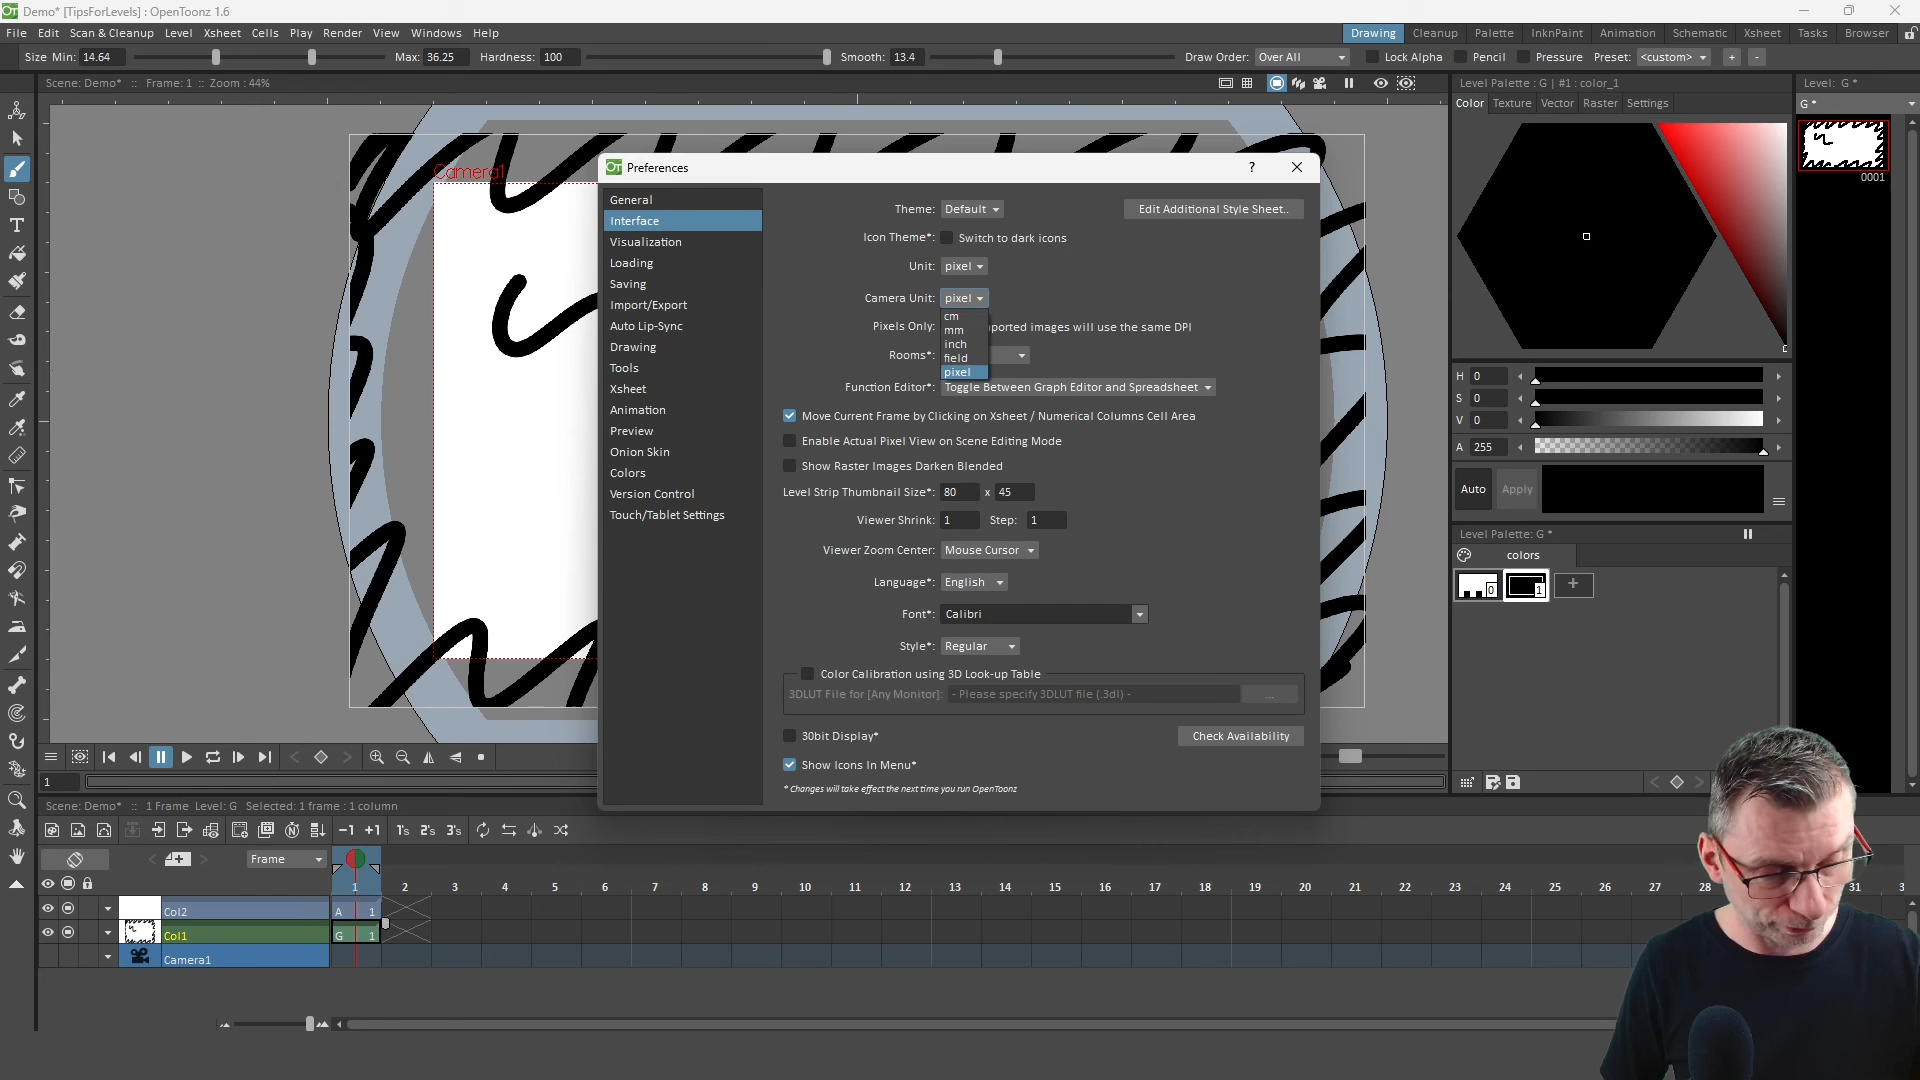 Demo* [TipsForLevels] : OpenToonz 1.6
File Edit Scan & Cleanup Level Xsheet Cells Play Render View Windows Help
Drawing Cleanup Palette InknPaint Animation Schematic Xsheet Tasks Browser
Size Min: 14.64 Max: 36.25 Hardness: 100 Smooth: 13.4 Draw Order: Over All Lock Alpha Pencil Pressure Preset: <custom> + -
Scene: Demo* :: Frame: 1 :: Zoom : 44%
Level Palette : G | #1 : color_1
Level: G *
Color Texture Vector Raster Settings
G *
0001
Camera1
Preferences
?
General
Interface
Visualization
Loading
Saving
Import/Export
Auto Lip-Sync
Drawing
Tools
Xsheet
Animation
Preview
Onion Skin
Colors
Version Control
Touch/Tablet Settings
Theme: Default Edit Additional Style Sheet..
Icon Theme*: Switch to dark icons
Unit: pixel
Camera Unit: pixel
cm
mm
inch
field
pixel
Pixels Only: ported images will use the same DPI
Rooms*:
Function Editor*: Toggle Between Graph Editor and Spreadsheet
Move Current Frame by Clicking on Xsheet / Numerical Columns Cell Area
Enable Actual Pixel View on Scene Editing Mode
Show Raster Images Darken Blended
Level Strip Thumbnail Size*: 80 x 45
Viewer Shrink: 1 Step: 1
Viewer Zoom Center: Mouse Cursor
Language*: English
Font*: Calibri
Style*: Regular
Color Calibration using 3D Look-up Table
3DLUT File for [Any Monitor]: - Please specify 3DLUT file (.3dl) - ...
30bit Display* Check Availability
Show Icons In Menu*
* Changes will take effect the next time you run OpenToonz
H 0
S 0
V 0
A 255
Auto Apply
Level Palette: G *
colors
0 1 +
1
Scene: Demo* :: 1 Frame Level: G Selected: 1 frame : 1 column
-1 +1 1's 2's 3's
Frame
1 2 3 4 5 6 7 8 9 10 11 12 13 14 15 16 17 18 19 20 21 22 23 24 25 26 27 28 31 3
Col2 A 1
Col1 G 1
Camera1